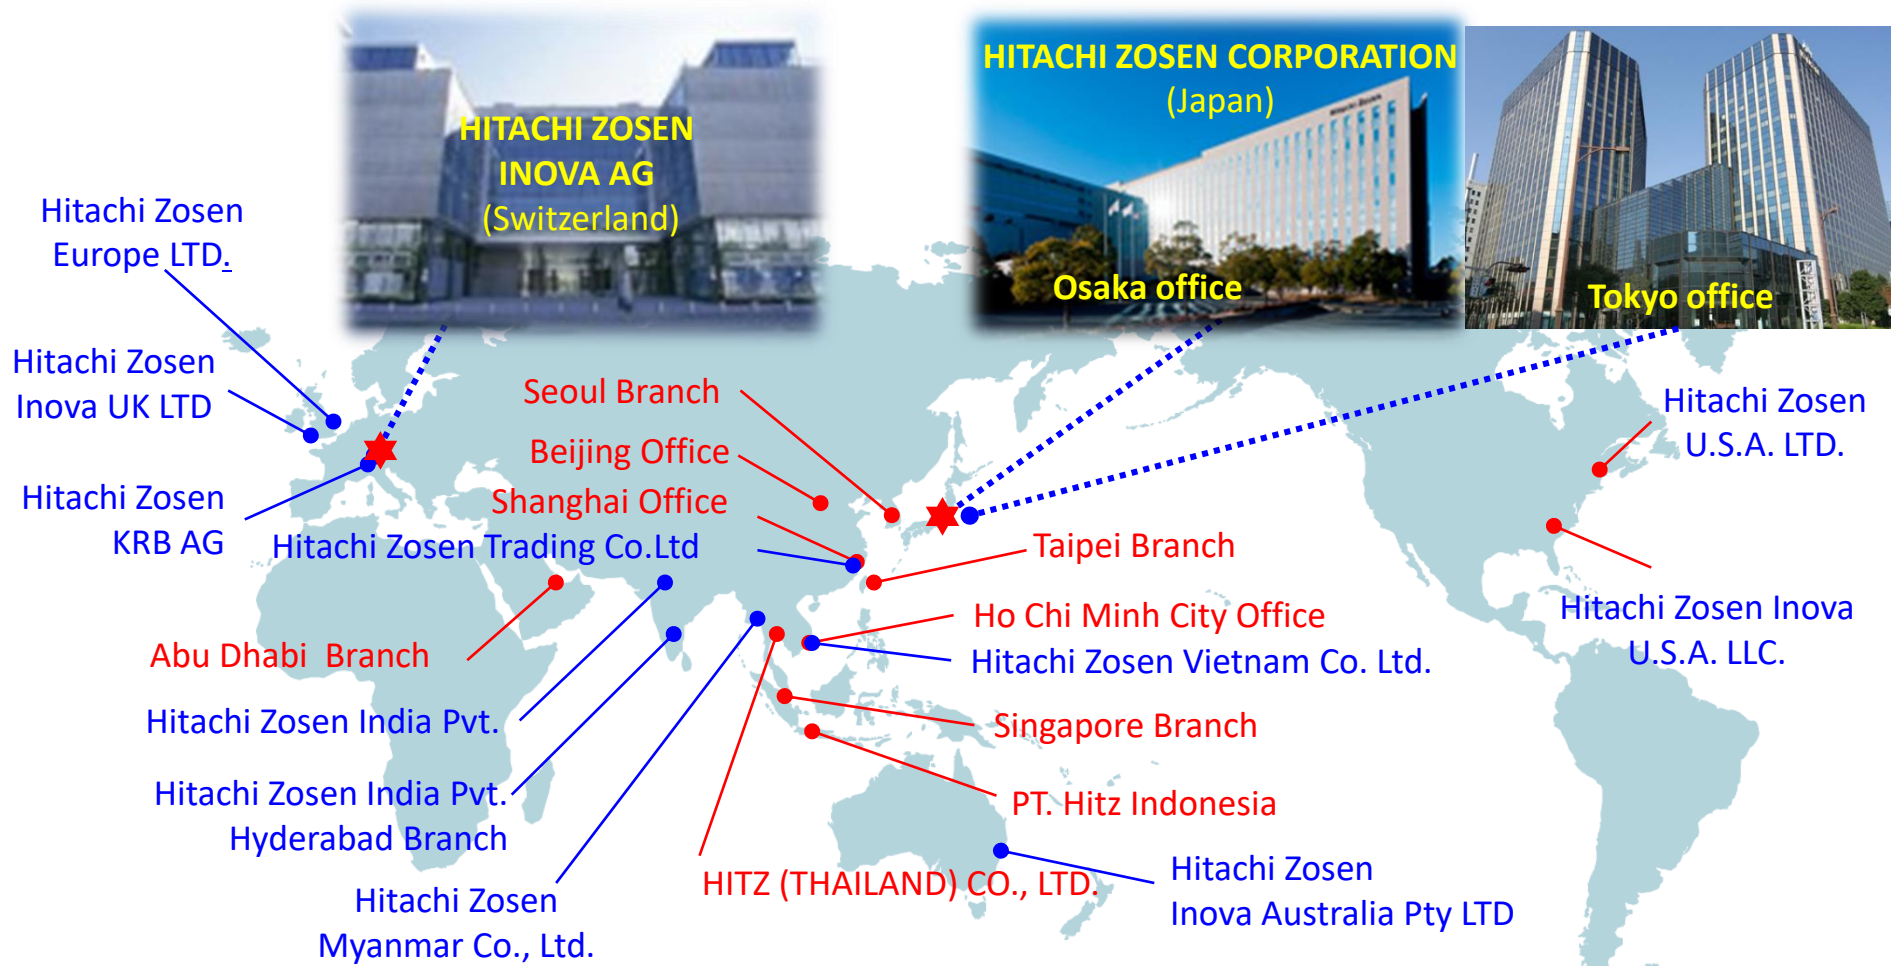 HITACHI ZOSEN
INOVA AG
(Switzerland)
HITACHI ZOSEN CORPORATION
(Japan)
Osaka office
Tokyo office
Hitachi Zosen
Europe LTD.
Hitachi Zosen
Inova UK LTD
Hitachi Zosen
KRB AG
Seoul Branch
Beijing Office
Shanghai Office
Hitachi Zosen Trading Co.Ltd
Abu Dhabi Branch
Hitachi Zosen India Pvt.
Hitachi Zosen India Pvt.
Hyderabad Branch
Hitachi Zosen
Myanmar Co., Ltd.
HITZ (THAILAND) CO., LTD.
Taipei Branch
Ho Chi Minh City Office
Hitachi Zosen Vietnam Co. Ltd.
Singapore Branch
PT. Hitz Indonesia
Hitachi Zosen
Inova Australia Pty LTD
Hitachi Zosen
U.S.A. LTD.
Hitachi Zosen Inova
U.S.A. LLC.